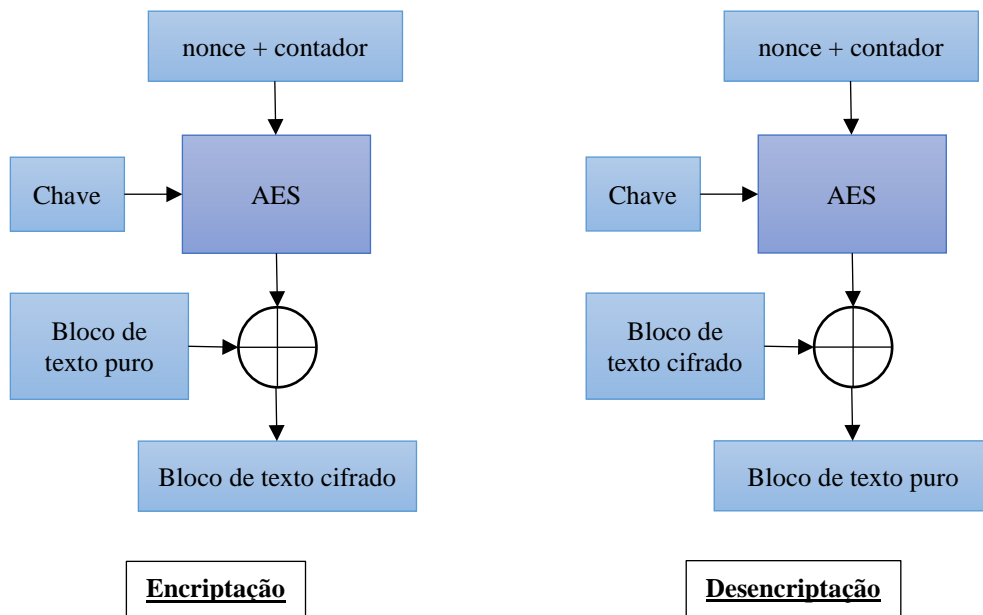 nonce + contador
Chave
AES
Bloco de
texto puro
Bloco de texto cifrado
Encriptação
nonce + contador
Chave
AES
Bloco de
texto cifrado
Bloco de texto puro
Desencriptação